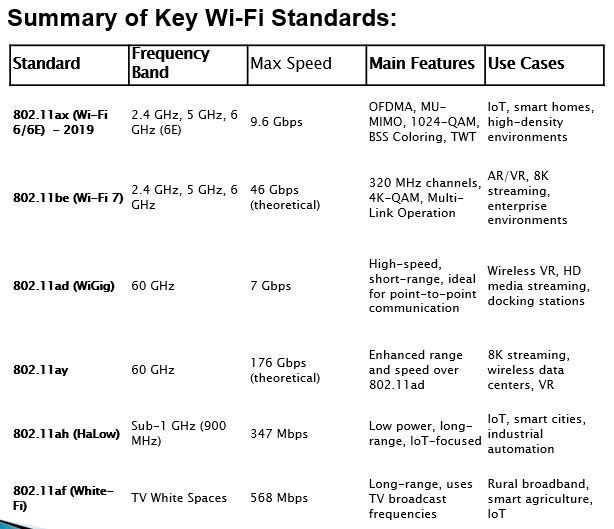 Summary of Key Wi-Fi Standards:
Standard
Frequency
Band
Max Speed
Main Features
Use Cases
802.11ax (Wi-Fi
6/6E) - 2019
2.4 GHz, 5 GHz, 6
GHz (6E)
9.6 Gbps
OFDMA, MU-
MIMO, 1024-QAM,
BSS Coloring, TWT
IoT, smart homes,
high-density
environments
802.11be (Wi-Fi 7)
2.4 GHz, 5 GHz, 6
GHz
46 Gbps
(theoretical)
320 MHz channels,
4K-QAM, Multi-
Link Operation
AR/VR, 8K
streaming,
enterprise
environments
802.11ad (WiGig)
60 GHz
7 Gbps
High-speed,
short-range, ideal
for point-to-point
communication
Wireless VR, HD
media streaming,
docking stations
802.11ay
60 GHz
176 Gbps
(theoretical)
Enhanced range
and speed over
802.11ad
8K streaming,
wireless data
centers, VR
802.11ah (HaLow)
Sub-1 GHz (900
MHz)
347 Mbps
Low power, long-
range, IoT-focused
IoT, smart cities,
industrial
automation
802.11af (White-
Fi)
TV White Spaces
568 Mbps
Long-range, uses
TV broadcast
frequencies
Rural broadband,
smart agriculture,
IoT